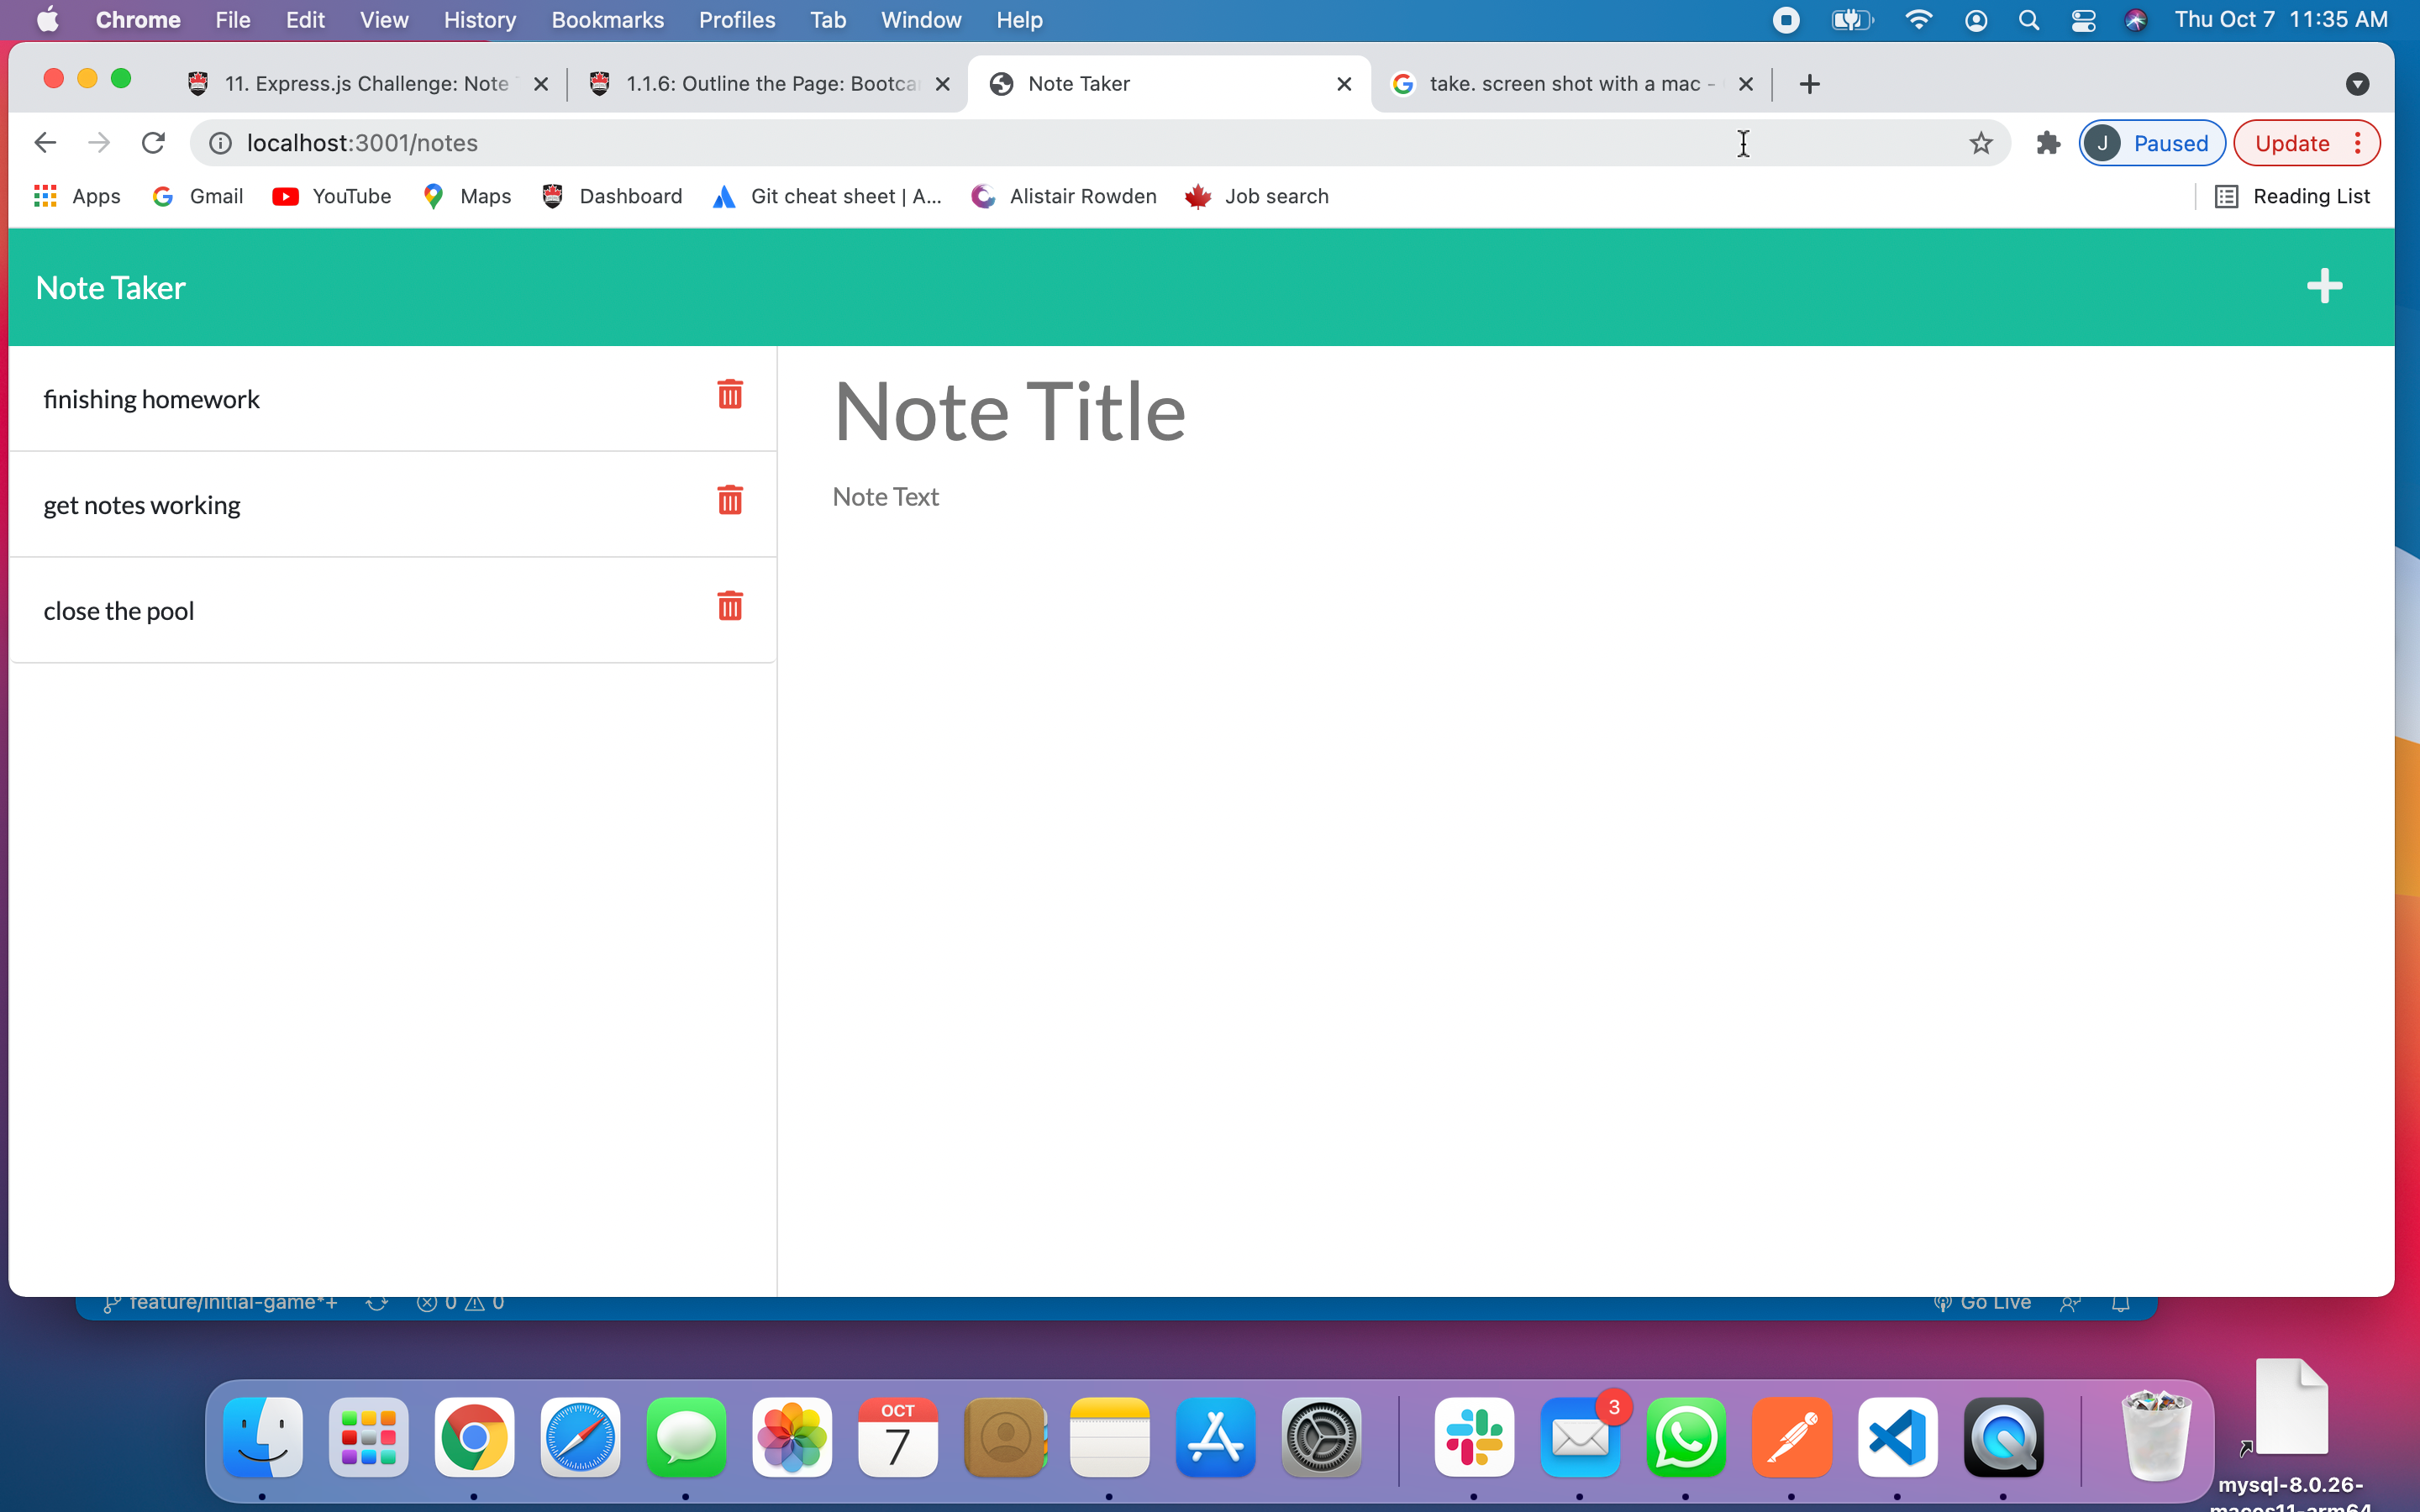 Chrome File Edit View History Bookmarks Profiles Tab Window Help Thu Oct 7 11:35 AM
11. Express.js Challenge: Note 1.1.6: Outline the Page: Bootca Note Taker take. screen shot with a mac -
localhost:3001/notes J Paused Update
Apps Gmail YouTube Maps Dashboard Git cheat sheet | A... Alistair Rowden Job search Reading List
Note Taker
finishing homework
get notes working
close the pool
Note Title
Note Text
feature/initial-game*+ 0 0 Go Live
OCT
7
3
mysql-8.0.26-
macos11-arm64